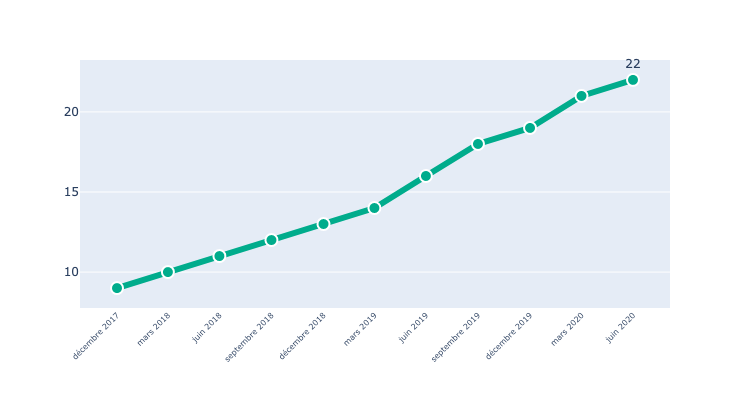 22
20
15
10
décembre 2017
mars 2018
juin 2018
septembre 2018
décembre 2018
mars 2019
juin 2019
septembre 2019
décembre 2019
mars 2020
juin 2020